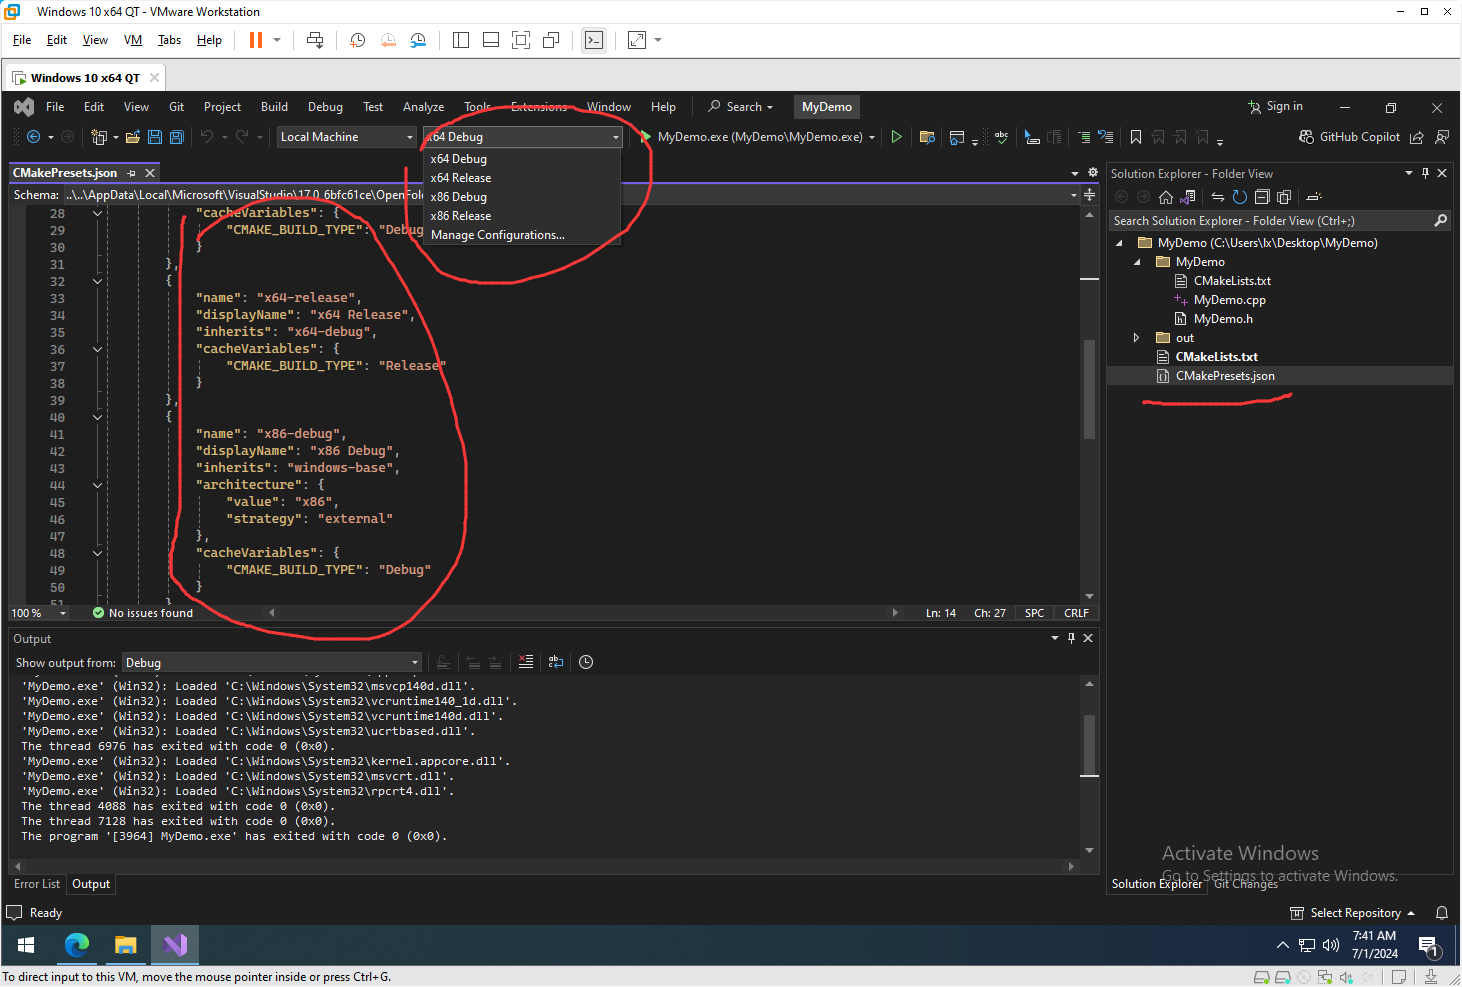 Windows 10 x64 QT - VMware Workstation
File Edit View VM Tabs Help
Windows 10 x64 QT
File Edit View Git Project Build Debug Test Analyze Tools Extensions Window Help Search MyDemo Sign in
Local Machine x64 Debug MyDemo.exe (MyDemo\MyDemo.exe) GitHub Copilot
x64 Debug
x64 Release
x86 Debug
x86 Release
Manage Configurations...
CMakePresets.json
Schema: ..\..\AppData\Local\Microsoft\VisualStudio\17.0_6bfc61ce\OpenFol
28 "cacheVariables": {
29 "CMAKE_BUILD_TYPE": "Debug
30 }
31 },
32 {
33 "name": "x64-release",
34 "displayName": "x64 Release",
35 "inherits": "x64-debug",
36 "cacheVariables": {
37 "CMAKE_BUILD_TYPE": "Release"
38 }
39 },
40 {
41 "name": "x86-debug",
42 "displayName": "x86 Debug",
43 "inherits": "windows-base",
44 "architecture": {
45 "value": "x86",
46 "strategy": "external"
47 },
48 "cacheVariables": {
49 "CMAKE_BUILD_TYPE": "Debug"
50 }
51 }
100 % No issues found Ln: 14 Ch: 27 SPC CRLF
Output
Show output from: Debug
'MyDemo.exe' (Win32): Loaded 'C:\Windows\System32\msvcp140d.dll'.
'MyDemo.exe' (Win32): Loaded 'C:\Windows\System32\vcruntime140_1d.dll'.
'MyDemo.exe' (Win32): Loaded 'C:\Windows\System32\vcruntime140d.dll'.
'MyDemo.exe' (Win32): Loaded 'C:\Windows\System32\ucrtbased.dll'.
The thread 6976 has exited with code 0 (0x0).
'MyDemo.exe' (Win32): Loaded 'C:\Windows\System32\kernel.appcore.dll'.
'MyDemo.exe' (Win32): Loaded 'C:\Windows\System32\msvcrt.dll'.
'MyDemo.exe' (Win32): Loaded 'C:\Windows\System32\rpcrt4.dll'.
The thread 4088 has exited with code 0 (0x0).
The thread 7128 has exited with code 0 (0x0).
The program '[3964] MyDemo.exe' has exited with code 0 (0x0).
Error List Output
Solution Explorer - Folder View
Search Solution Explorer - Folder View (Ctrl+;)
MyDemo (C:\Users\lx\Desktop\MyDemo)
MyDemo
CMakeLists.txt
MyDemo.cpp
MyDemo.h
out
CMakeLists.txt
CMakePresets.json
Activate Windows
Go to Settings to activate Windows.
Solution Explorer Git Changes
Ready Select Repository
7:41 AM
7/1/2024
1
To direct input to this VM, move the mouse pointer inside or press Ctrl+G.